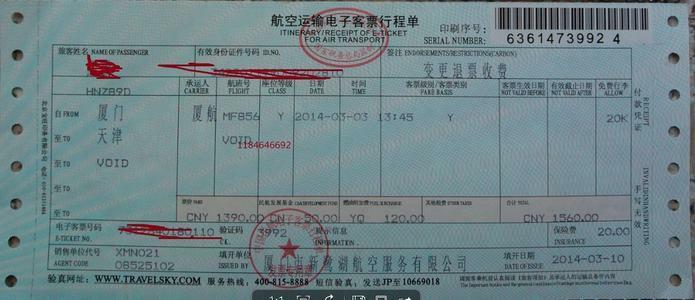 航空运输电子客票行程单
ITINERARY/RECEIPT OF E-TICKET
FOR AIR TRANSPORT
印刷序号:
SERIAL NUMBER: 6361473992 4
旅客姓名 NAME OF PASSENGER 有效身份证件号码 ID.NO. 签注 ENDORSEMENTS/RESTRICTIONS(CARBON)
变更退票收费
HNZ89D
承运人 CARRIER 航班号 FLIGHT 座位等级 CLASS 日期 DATE 时间 TIME 客票级别/客票类别 FARE BASIS 客票生效日期 NOT VALID BEFORE 有效截止日期 NOT VALID AFTER 免费行李 ALLOW
自 FROM 厦门 厦航 MF856 Y 2014-03-03 13:45 Y 20K
至 TO 天津 VOID
1184646692
至 TO VOID
至 TO
至 TO
票价 FARE 民航发展基金 燃油附加费 FUEL SURCHARGE 其他税费 OTHER TAXES 合计 TOTAL
CNY 1390.00 CN 50.00 YQ 120.00 CNY 1560.00
电子客票号码 E-TICKET NO. 验证码 CK. 3992 提示信息 INFORMATION 保险费 INSURANCE 20.00
销售单位代号 AGENT CODE XMN021 08525102 填开单位 ISSUED BY 厦门市新鹭湖航空服务有限公司 填开日期 DATE OF ISSUE 2014-03-10
验真网址: WWW.TRAVELSKY.COM 服务热线: 400-815-8888 短信验真: 发送JP至10669018
付款凭证 RECEIPT
手写无效 INVALID IN HANDWRITING